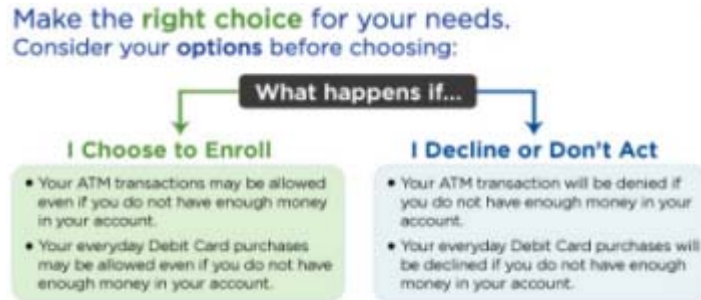 Make the right choice for your needs.
Consider your options before choosing:
What happens if...
I Choose to Enroll
• Your ATM transactions may be allowed
even if you do not have enough money
in your account.
• Your everyday Debit Card purchases
may be allowed even if you do not have
enough money in your account.
I Decline or Don't Act
• Your ATM transaction will be denied if
you do not have enough money in your
account.
• Your everyday Debit Card purchases will
be declined if you do not have enough
money in your account.